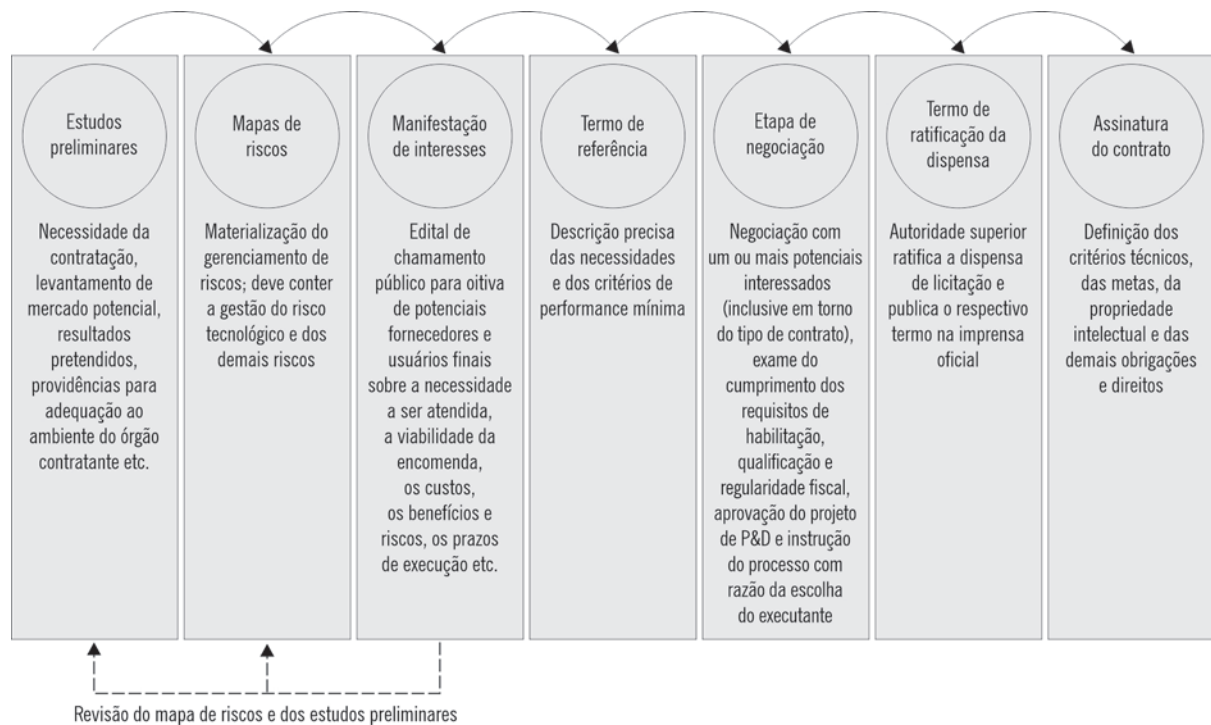 Estudos
preliminares
Necessidade da
contratação,
levantamento de
mercado potencial,
resultados
pretendidos,
providências para
adequação ao
ambiente do órgão
contratante etc.
Mapas de
riscos
Materialização do
gerenciamento de
riscos; deve conter
a gestão do risco
tecnológico e dos
demais riscos
Manifestação
de interesses
Edital de
chamamento
público para oitiva de
potenciais
fornecedores e
usuários finais
sobre a necessidade
a ser atendida,
a viabilidade da
encomenda,
os custos,
os benefícios e
riscos, os prazos
de execução etc.
Termo de
referência
Descrição precisa
das necessidades
e dos critérios de
performance mínima
Etapa de
negociação
Negociação com
um ou mais potenciais
interessados
(inclusive em torno
do tipo de contrato),
exame do
cumprimento dos
requisitos de
habilitação,
qualificação e
regularidade fiscal,
aprovação do projeto
de P&D e instrução
do processo com
razão da escolha
do executante
Termo de
ratificação da
dispensa
Autoridade superior
ratifica a dispensa
de licitação e
publica o respectivo
termo na imprensa
oficial
Assinatura
do contrato
Definição dos
critérios técnicos,
das metas, da
propriedade
intelectual e das
demais obrigações
e direitos
Revisão do mapa de riscos e dos estudos preliminares